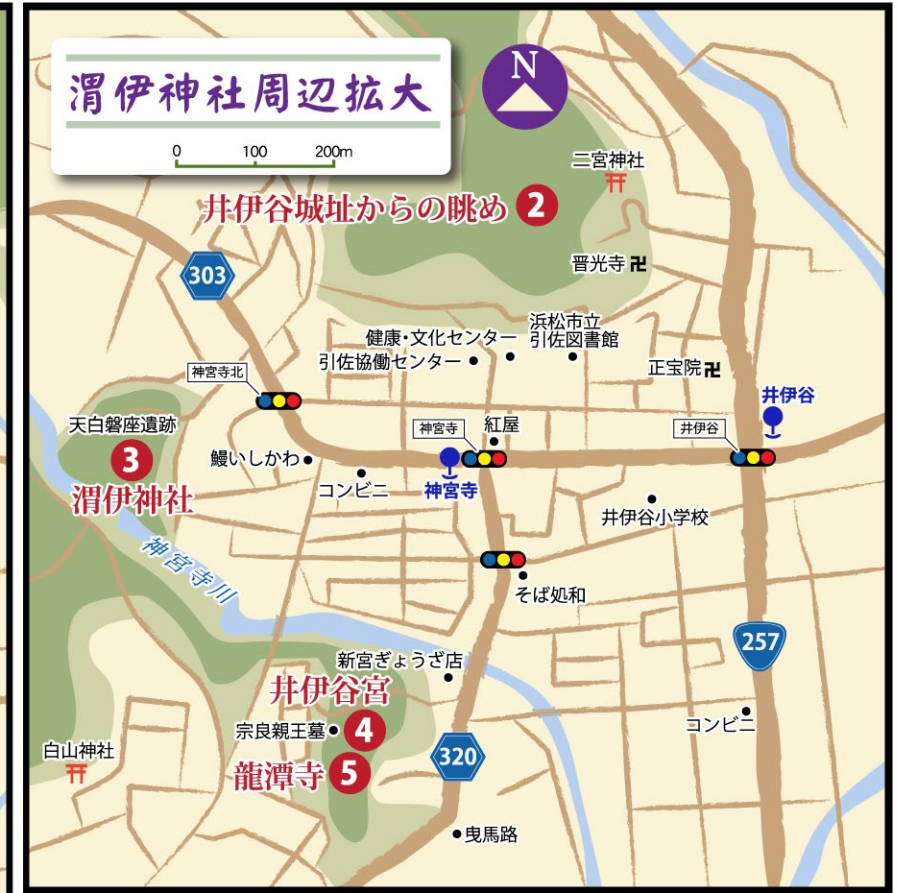 渭伊神社周辺拡大
0 100 200m
N
二宮神社
井伊谷城址からの眺め 2
晋光寺
303
浜松市立
引佐図書館
健康・文化センター
引佐協働センター
正宝院
神宮寺北
井伊谷
天白磐座遺跡
神宮寺
紅屋
井伊谷
3
鰻いしかわ
渭伊神社
コンビニ
神宮寺
井伊谷小学校
神宮寺川
そば処和
257
新宮ぎょうざ店
井伊谷宮
宗良親王墓 4
コンビニ
白山神社
320
龍潭寺 5
曳馬路